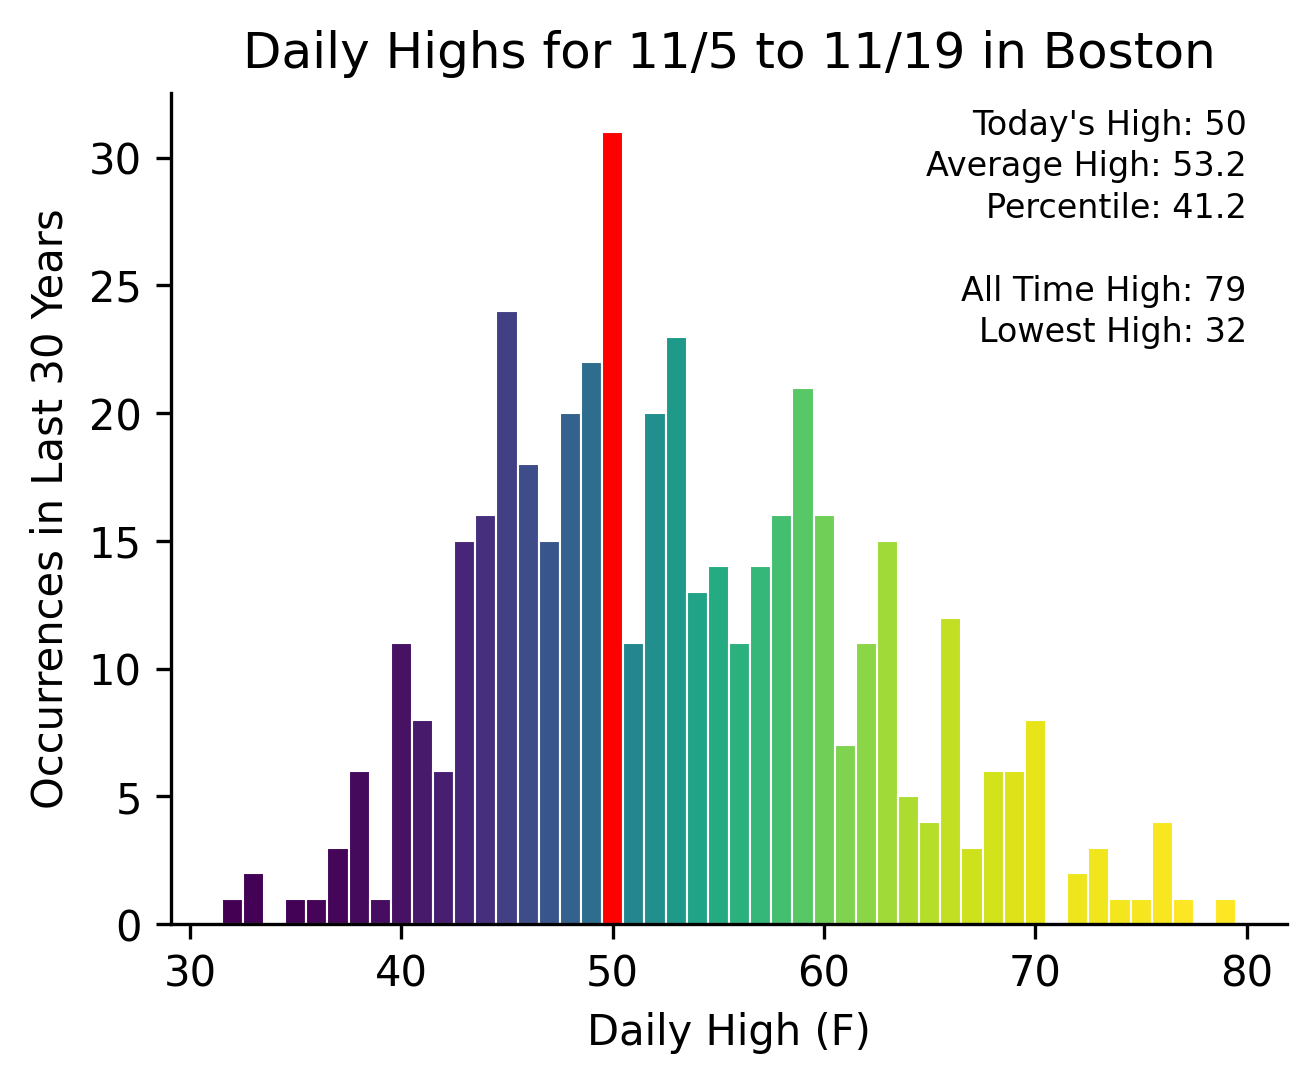 Daily Highs for 11/5 to 11/19 in Boston
Today's High: 50
Average High: 53.2
Percentile: 41.2
All Time High: 79
Lowest High: 32
Occurrences in Last 30 Years
30
25
20
15
10
5
0
30 40 50 60 70 80
Daily High (F)